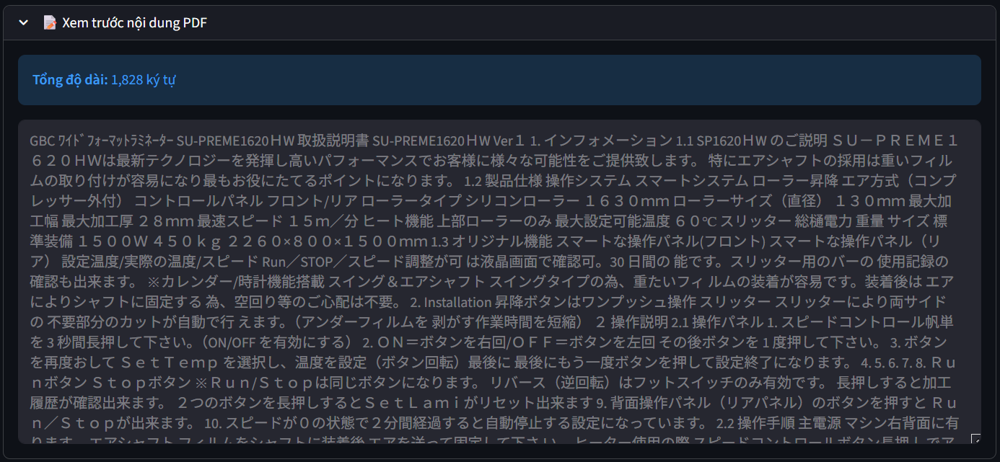 Xem trước nội dung PDF
Tổng độ dài: 1,828 ký tự
GBC ﾜｲﾄﾞﾌｫｰﾏｯﾄﾗﾐﾈｰﾀｰ SU-PREME1620ＨＷ 取扱説明書 SU-PREME1620ＨＷ Ver１ 1. インフォメーション 1.1 SP1620ＨＷ のご説明 ＳＵ－ＰＲＥＭＥ１
６２０ＨＷは最新テクノロジーを発揮し高いパフォーマンスでお客様に様々な可能性をご提供致します。 特にエアシャフトの採用は重いフィル
ムの取り付けが容易になり最もお役にたてるポイントになります。 1.2 製品仕様 操作システム スマートシステム ローラー昇降 エア方式（コンプ
レッサー外付） コントロールパネル フロント/リア ローラータイプ シリコンローラー １６３０ｍｍ ローラーサイズ（直径） １３０ｍｍ 最大加
工幅 最大加工厚 ２８ｍｍ 最速スピード １５ｍ／分 ヒート機能 上部ローラーのみ 最大設定可能温度 ６０℃ スリッター 総樋電力 重量 サイズ 標
準装備 １５００Ｗ ４５０ｋｇ ２２６０×８００×１５００ｍｍ 1.3 オリジナル機能 スマートな操作パネル(フロント) スマートな操作パネル（リ
ア） 設定温度/実際の温度/スピード Run／STOP／スピード調整が可 は液晶画面で確認可。30 日間の 能です。スリッター用のバーの 使用記録の
確認も出来ます。 ※カレンダー/時計機能搭載 スイング＆エアシャフト スイングタイプの為、重たいフィ ルムの装着が容易です。装着後は エア
によりシャフトに固定する 為、空回り等のご心配は不要。 2. Installation 昇降ボタンはワンプッシュ操作 スリッター スリッターにより両サイド
の 不要部分のカットが自動で行 えます。（アンダーフィルムを 剥がす作業時間を短縮） ２ 操作説明 2.1 操作パネル 1. スピードコントロール帆単
を 3 秒間長押して下さい。（ON/OFF を有効にする） 2. ＯＮ＝ボタンを右回/ＯＦＦ＝ボタンを左回 その後ボタンを 1 度押して下さい。 3. ボタン
を再度おして ＳｅｔＴｅｍｐ を選択し、温度を設定（ボタン回転）最後に 最後にもう一度ボタンを押して設定終了になります。 4. 5. 6. 7. 8. Ｒｕ
ｎボタン Ｓｔｏｐボタン ※Ｒｕｎ/Ｓｔｏｐは同じボタンになります。 リバース（逆回転）はフットスイッチのみ有効です。 長押しすると加工
履歴が確認出来ます。 ２つのボタンを長押しするとＳｅｔＬａｍｉがリセット出来ます 9. 背面操作パネル（リアパネル）のボタンを押すと Ｒｕ
ｎ／Ｓｔｏｐが出来ます。 10. スピードが０の状態で２分間経過すると自動停止する設定になっています。 2.2 操作手順 主電源 マシン右背面に有
ります。 エアシャフト フィルムをシャフトに装着後 エアを送って固定して下さい。 ヒーター使用の際 スピードコントロールボタン長押しでア